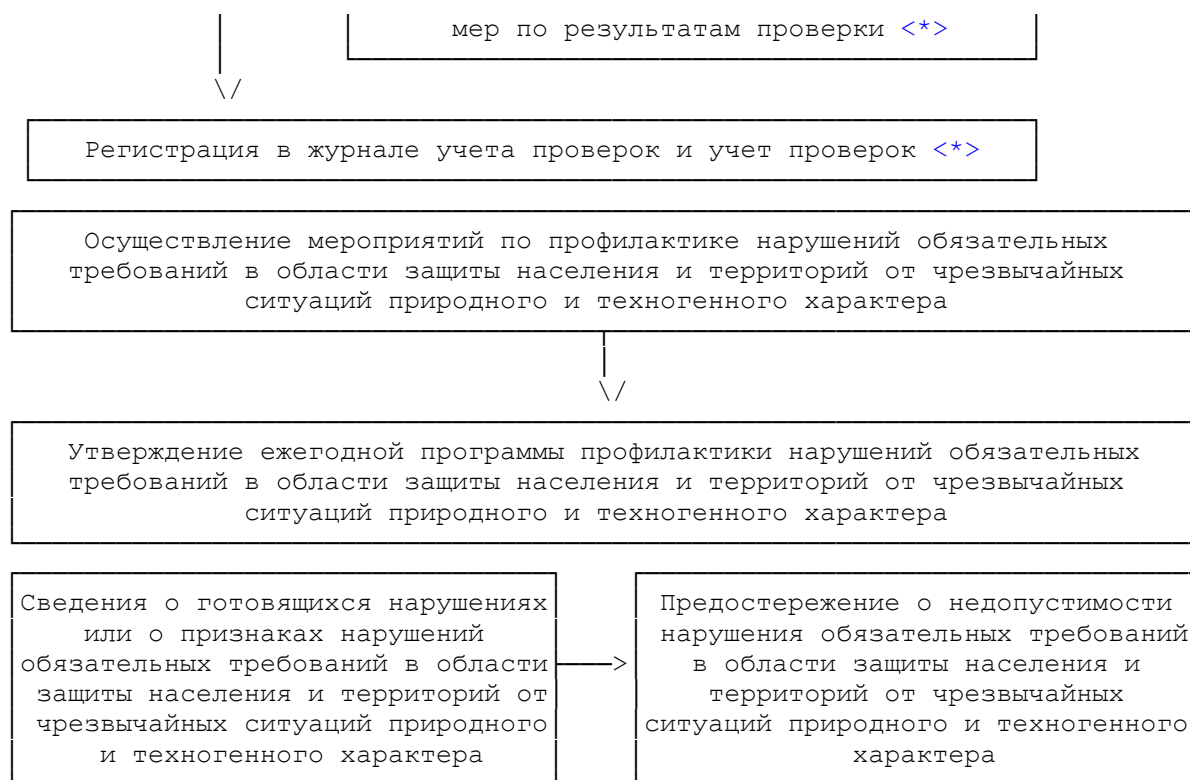 мер по результатам проверки <*>
\/
Регистрация в журнале учета проверок и учет проверок <*>
Осуществление мероприятий по профилактике нарушений обязательных
требований в области защиты населения и территорий от чрезвычайных
ситуаций природного и техногенного характера
\/
Утверждение ежегодной программы профилактики нарушений обязательных
требований в области защиты населения и территорий от чрезвычайных
ситуаций природного и техногенного характера
Сведения о готовящихся нарушениях
или о признаках нарушений
обязательных требований в области
защиты населения и территорий от
чрезвычайных ситуаций природного
и техногенного характера
>
Предостережение о недопустимости
нарушения обязательных требований
в области защиты населения и
территорий от чрезвычайных
ситуаций природного и техногенного
характера